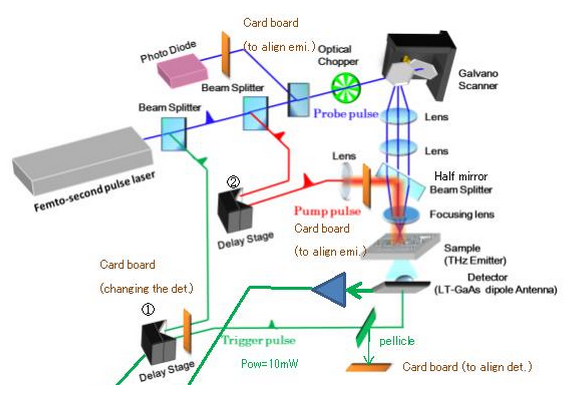 Card board
(to align emi.)
Photo Diode
Optical
Chopper
Galvano
Scanner
Beam Splitter
Beam Splitter
Probe pulse
Lens
Lens
Femto-second pulse laser
②
Lens
Half mirror
Beam Splitter
Pump pulse
Focusing lens
Delay Stage
Card board
(to align emi.)
Sample
(THz Emitter)
Card board
(changing the det.)
Detector
(LT-GaAs dipole Antenna)
①
Trigger pulse
pellicle
Delay Stage
Pow=10mW
Card board (to align det.)